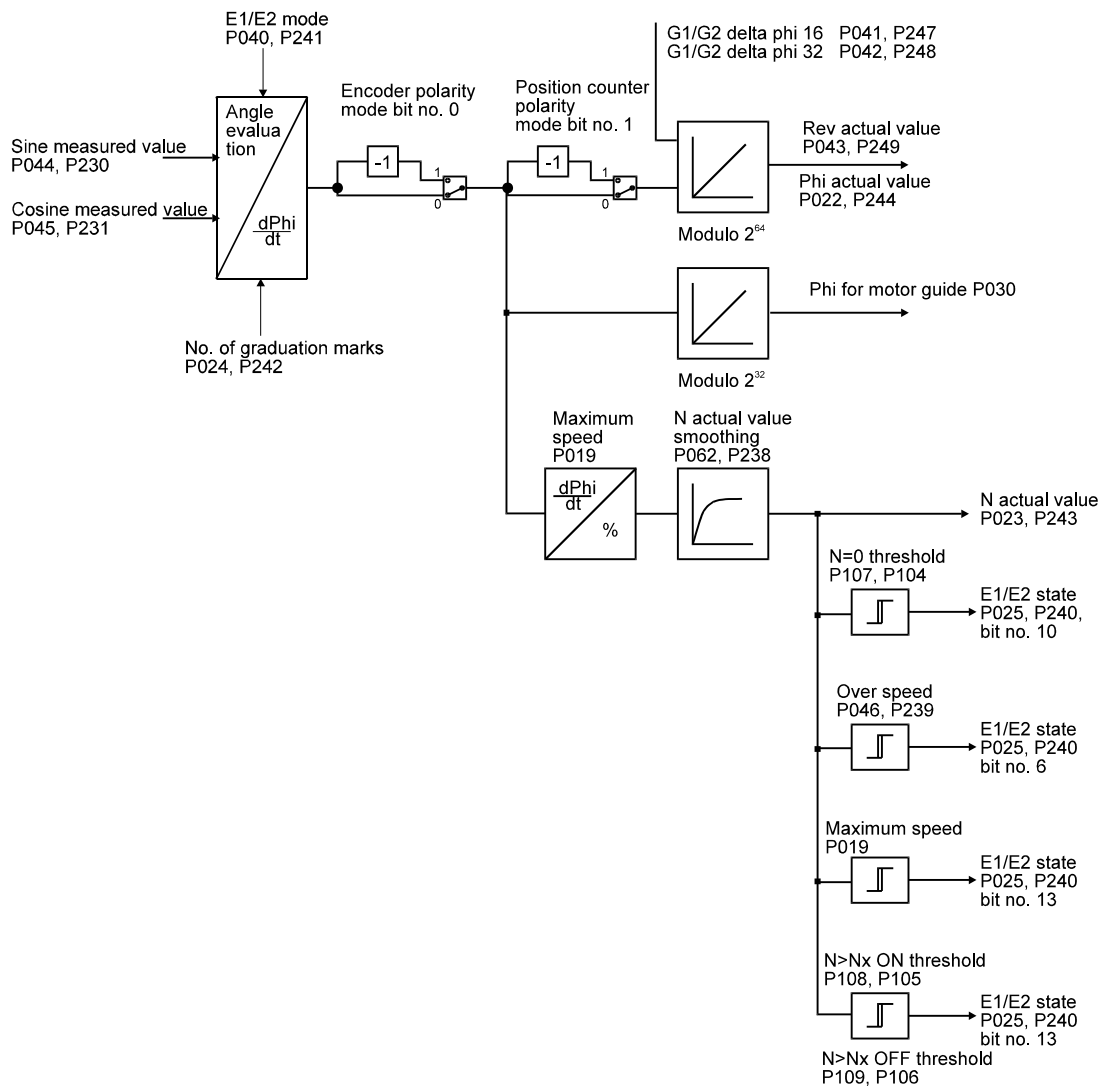 E1/E2 mode
P040, P241
G1/G2 delta phi 16 P041, P247
G1/G2 delta phi 32 P042, P248
Encoder polarity
mode bit no. 0
Position counter
polarity
mode bit no. 1
Angle
evalua
tion
dPhi
dt
Sine measured value
P044, P230
Cosine measured value
P045, P231
-1
1
0
-1
1
0
Rev actual value
P043, P249
Phi actual value
P022, P244
Modulo 2⁶⁴
Phi for motor guide P030
Modulo 2³²
No. of graduation marks
P024, P242
Maximum
speed
P019
N actual value
smoothing
P062, P238
dPhi
dt
%
N actual value
P023, P243
N=0 threshold
P107, P104
E1/E2 state
P025, P240,
bit no. 10
Over speed
P046, P239
E1/E2 state
P025, P240
bit no. 6
Maximum speed
P019
E1/E2 state
P025, P240
bit no. 13
N>Nx ON threshold
P108, P105
E1/E2 state
P025, P240
bit no. 13
N>Nx OFF threshold
P109, P106